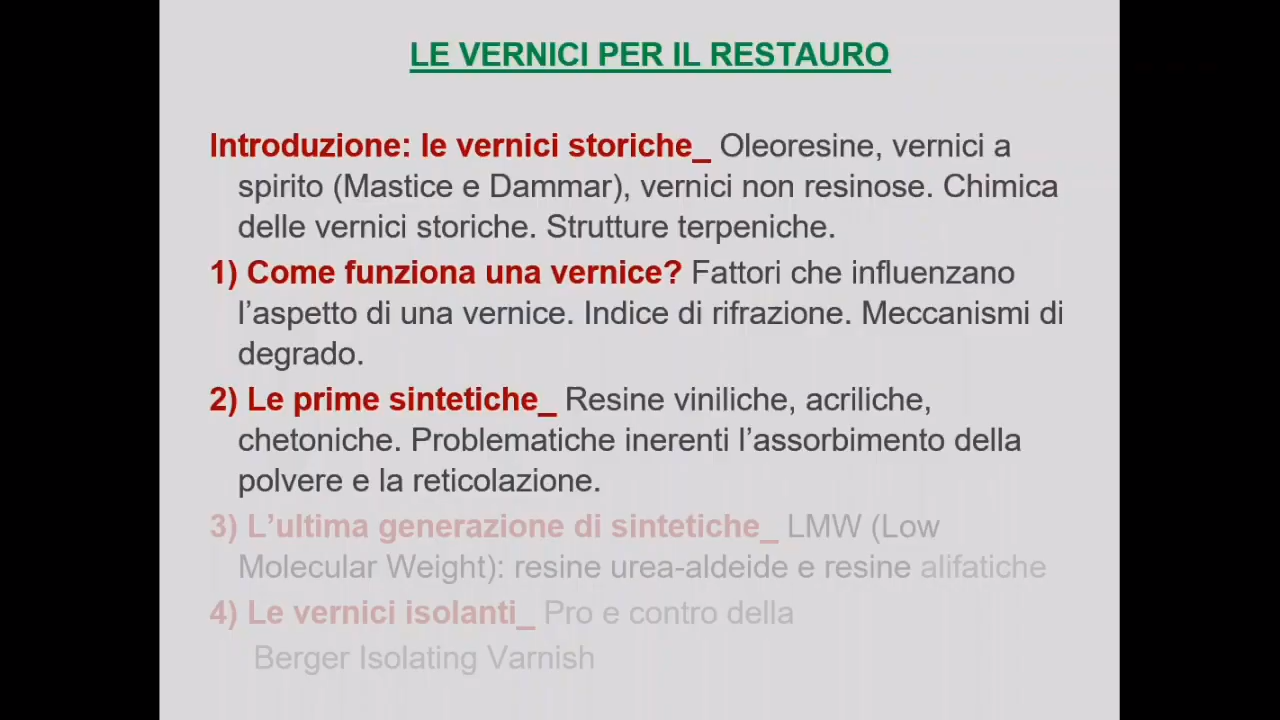 LE VERNICI PER IL RESTAURO
Introduzione: le vernici storiche_ Oleoresine, vernici a
spirito (Mastice e Dammar), vernici non resinose. Chimica
delle vernici storiche. Strutture terpeniche.
1) Come funziona una vernice? Fattori che influenzano
l’aspetto di una vernice. Indice di rifrazione. Meccanismi di
degrado.
2) Le prime sintetiche_ Resine viniliche, acriliche,
chetoniche. Problematiche inerenti l’assorbimento della
polvere e la reticolazione.
3) L’ultima generazione di sintetiche_ LMW (Low
Molecular Weight): resine urea-aldeide e resine alifatiche
4) Le vernici isolanti_ Pro e contro della
Berger Isolating Varnish